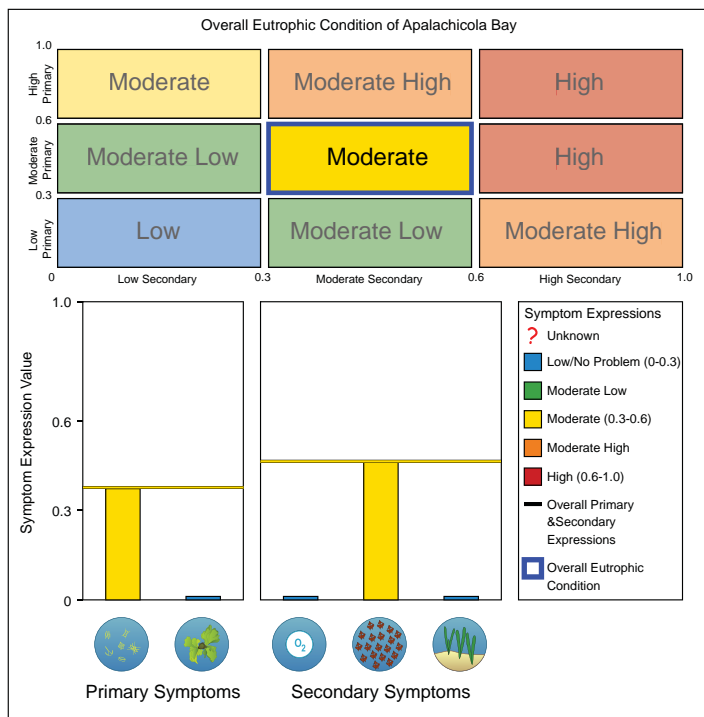 Overall Eutrophic Condition of Apalachicola Bay
1.0
High
Primary
Moderate
Moderate High
High
0.6
Moderate
Primary
Moderate Low
Moderate
High
0.3
Low
Primary
Low
Moderate Low
Moderate High
0
Low Secondary
0.3
Moderate Secondary
0.6
High Secondary
1.0
Symptom Expression Value
1.0
0.6
0.3
0
O2
Primary Symptoms
Secondary Symptoms
Symptom Expressions
? Unknown
Low/No Problem (0-0.3)
Moderate Low
Moderate (0.3-0.6)
Moderate High
High (0.6-1.0)
Overall Primary
&Secondary
Expressions
Overall Eutrophic
Condition